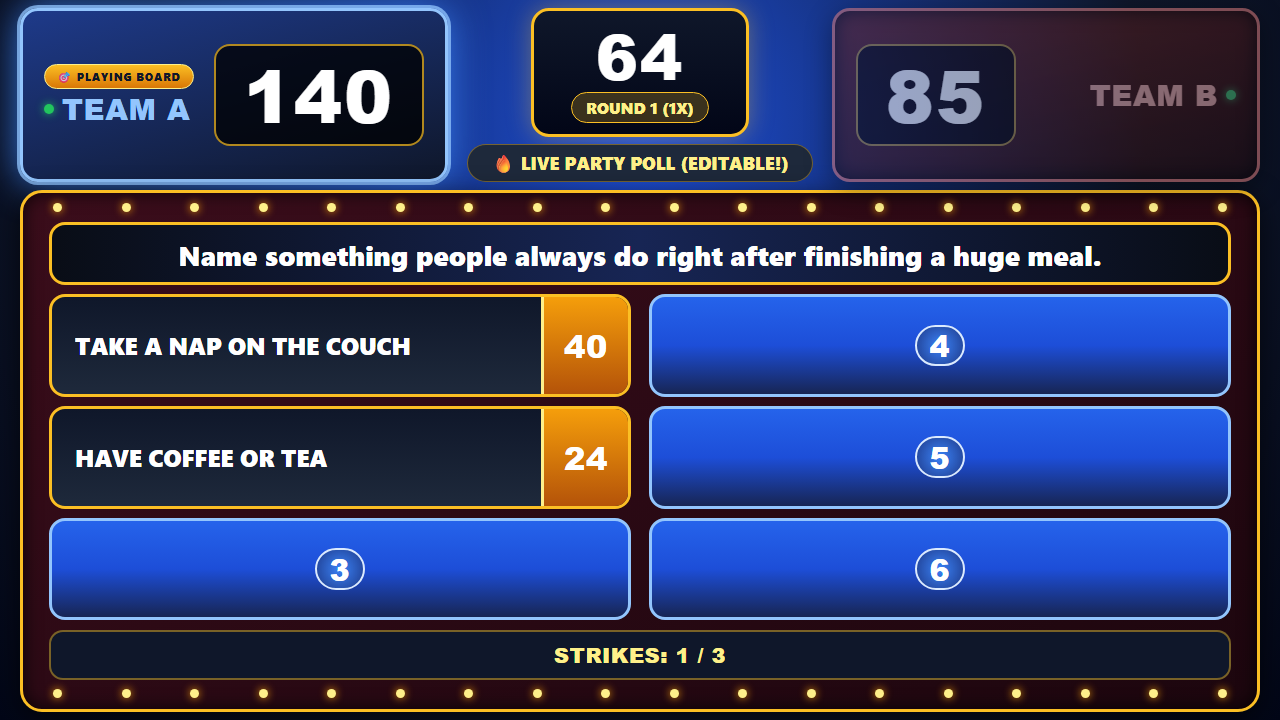 🎯 PLAYING BOARD
TEAM A
140
64
ROUND 1 (1X)
🔥 LIVE PARTY POLL (EDITABLE!)
85
TEAM B
Name something people always do right after finishing a huge meal.
TAKE A NAP ON THE COUCH 40
4
HAVE COFFEE OR TEA 24
5
3
6
STRIKES: 1 / 3